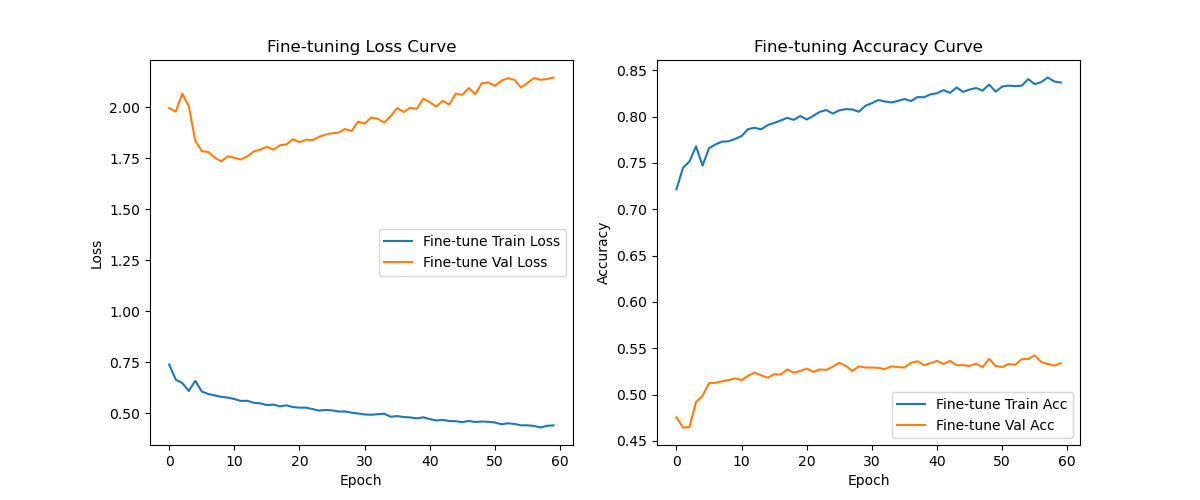 Fine-tuning Loss Curve
2.00
1.75
1.50
1.25
1.00
0.75
0.50
Loss
Fine-tune Train Loss
Fine-tune Val Loss
0 10 20 30 40 50 60
Epoch
Fine-tuning Accuracy Curve
0.85
0.80
0.75
0.70
0.65
0.60
0.55
0.50
0.45
Accuracy
Fine-tune Train Acc
Fine-tune Val Acc
0 10 20 30 40 50 60
Epoch